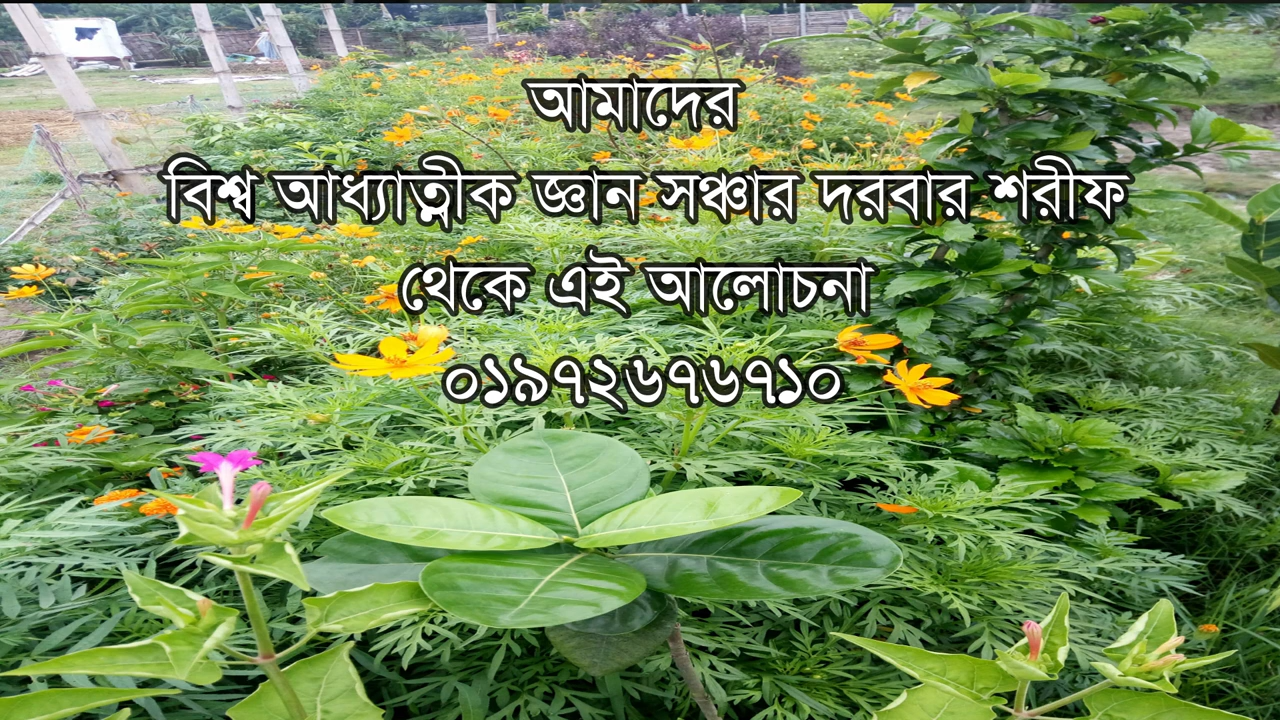 আমাদের
বিশ্ব আধ্যাত্নীক জ্ঞান সঞ্চার দরবার শরীফ
থেকে এই আলোচনা
০১৯৭২৬৭৬৭১০